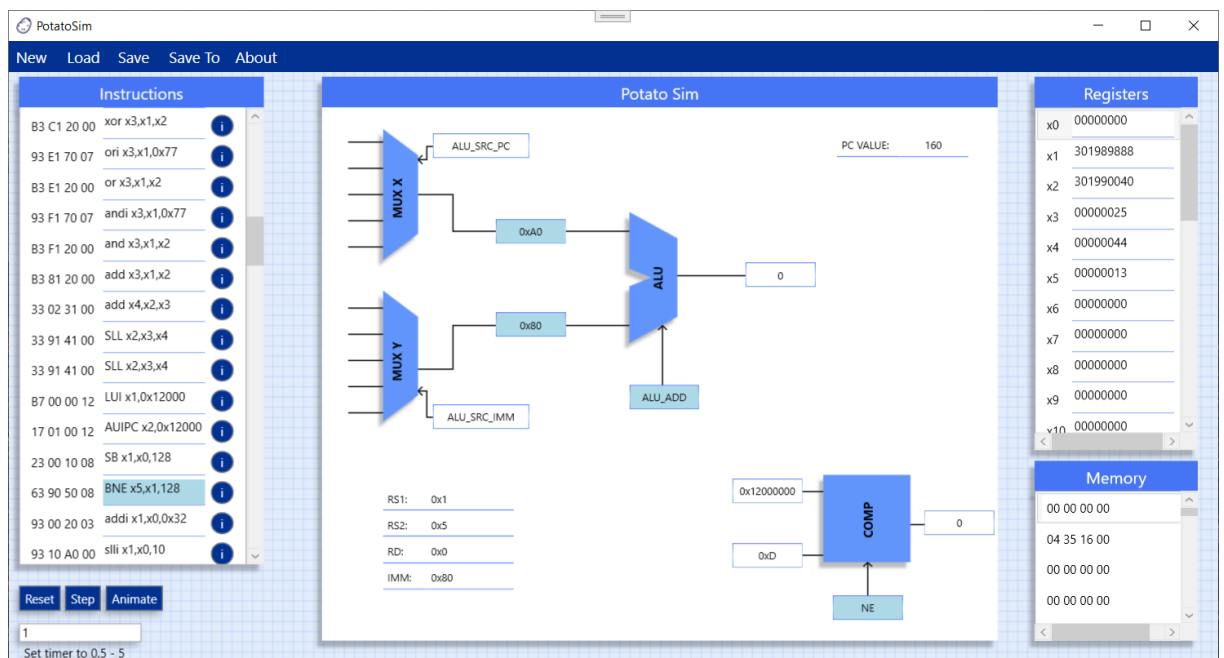 PotatoSim
New Load Save Save To About
Instructions
B3 C1 20 00 xor x3,x1,x2 i
93 E1 70 07 ori x3,x1,0x77 i
B3 E1 20 00 or x3,x1,x2 i
93 F1 70 07 andi x3,x1,0x77 i
B3 F1 20 00 and x3,x1,x2 i
B3 81 20 00 add x3,x1,x2 i
33 02 31 00 add x4,x2,x3 i
33 91 41 00 SLL x2,x3,x4 i
33 91 41 00 SLL x2,x3,x4 i
B7 00 00 12 LUI x1,0x12000 i
17 01 00 12 AUIPC x2,0x12000 i
23 00 10 08 SB x1,x0,128 i
63 90 50 08 BNE x5,x1,128 i
93 00 20 03 addi x1,x0,0x32 i
93 10 A0 00 slli x1,x0,10 i
Reset Step Animate
1
Set timer to 0.5 - 5
Potato Sim
ALU_SRC_PC
PC VALUE: 160
MUX X
0xA0
ALU
0
MUX Y
0x80
ALU_SRC_IMM
ALU_ADD
RS1: 0x1
RS2: 0x5
RD: 0x0
IMM: 0x80
0x12000000
COMP
0
0xD
NE
Registers
x0 00000000
x1 301989888
x2 301990040
x3 00000025
x4 00000044
x5 00000013
x6 00000000
x7 00000000
x8 00000000
x9 00000000
x10 00000000
Memory
00 00 00 00
04 35 16 00
00 00 00 00
00 00 00 00